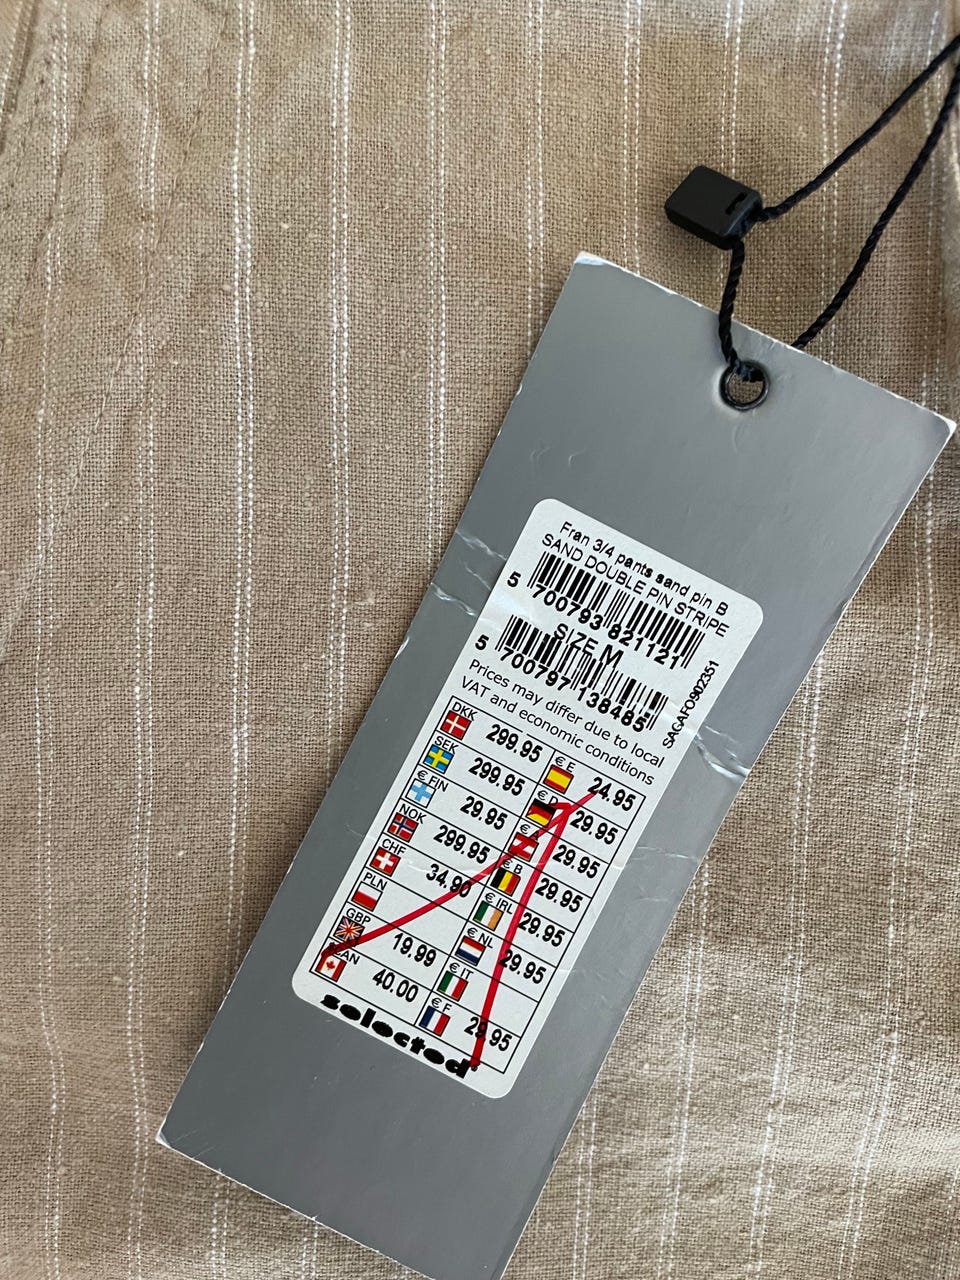 Fran 3/4 pants sand pin B
SAND DOUBLE PIN STRIPE
5 700793 821121
SIZE M
5 700797 138485
SAGAFO902351
Prices may differ due to local
VAT and economic conditions
DKK 299.95
SEK 299.95
€ FIN 29.95
NOK 299.95
CHF 34.90
PLN
GBP 19.99
CAN 40.00
€ E 24.95
€ D 29.95
€ A 29.95
€ B 29.95
€ IRL 29.95
€ NL 29.95
€ IT
€ F 29.95
selected